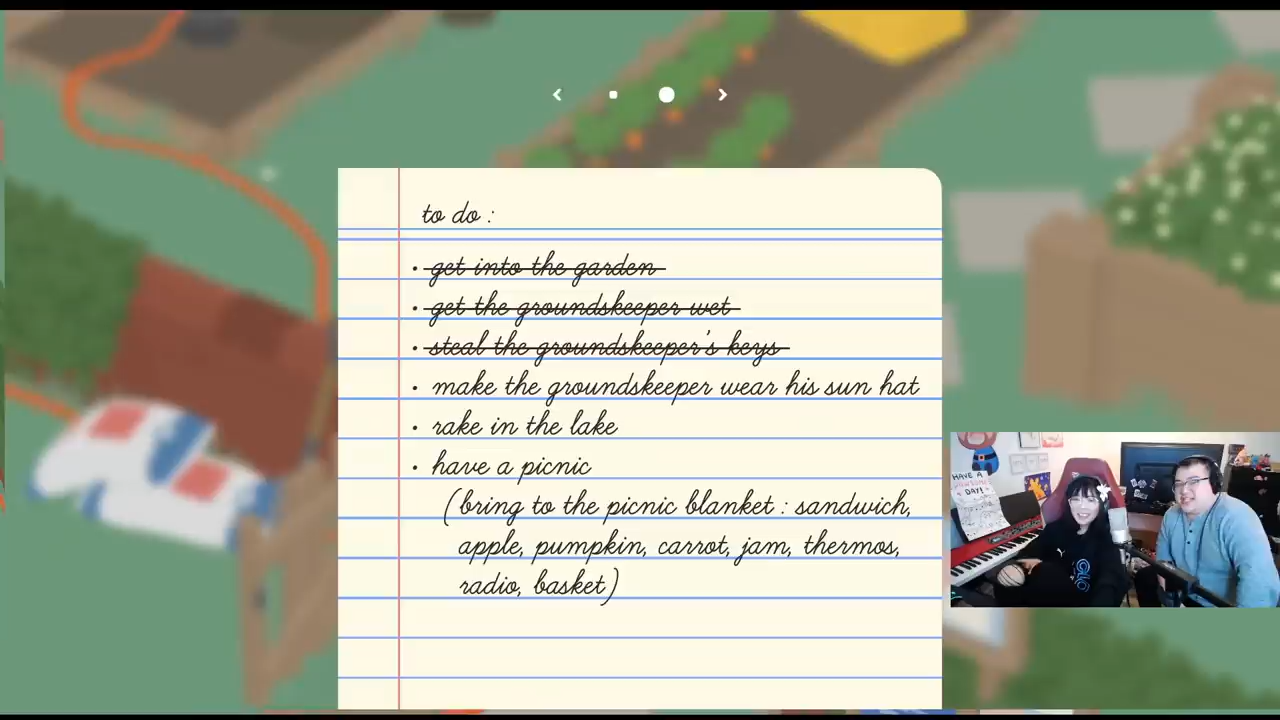 to do :
• get into the garden
• get the groundskeeper wet
• steal the groundskeeper's keys
• make the groundskeeper wear his sun hat
• rake in the lake
• have a picnic
(bring to the picnic blanket : sandwich,
apple, pumpkin, carrot, jam, thermos,
radio, basket)
HAVE A
DAY!